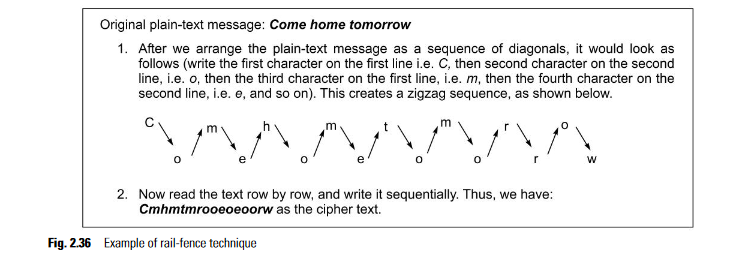 Original plain-text message: Come home tomorrow
1. After we arrange the plain-text message as a sequence of diagonals, it would look as
follows (write the first character on the first line i.e. C, then second character on the second
line, i.e. o, then the third character on the first line, i.e. m, then the fourth character on the
second line, i.e. e, and so on). This creates a zigzag sequence, as shown below.
C m h m t m r o
o e o e o o r w
2. Now read the text row by row, and write it sequentially. Thus, we have:
Cmhmtmrooeoeoorw as the cipher text.
Fig. 2.36 Example of rail-fence technique